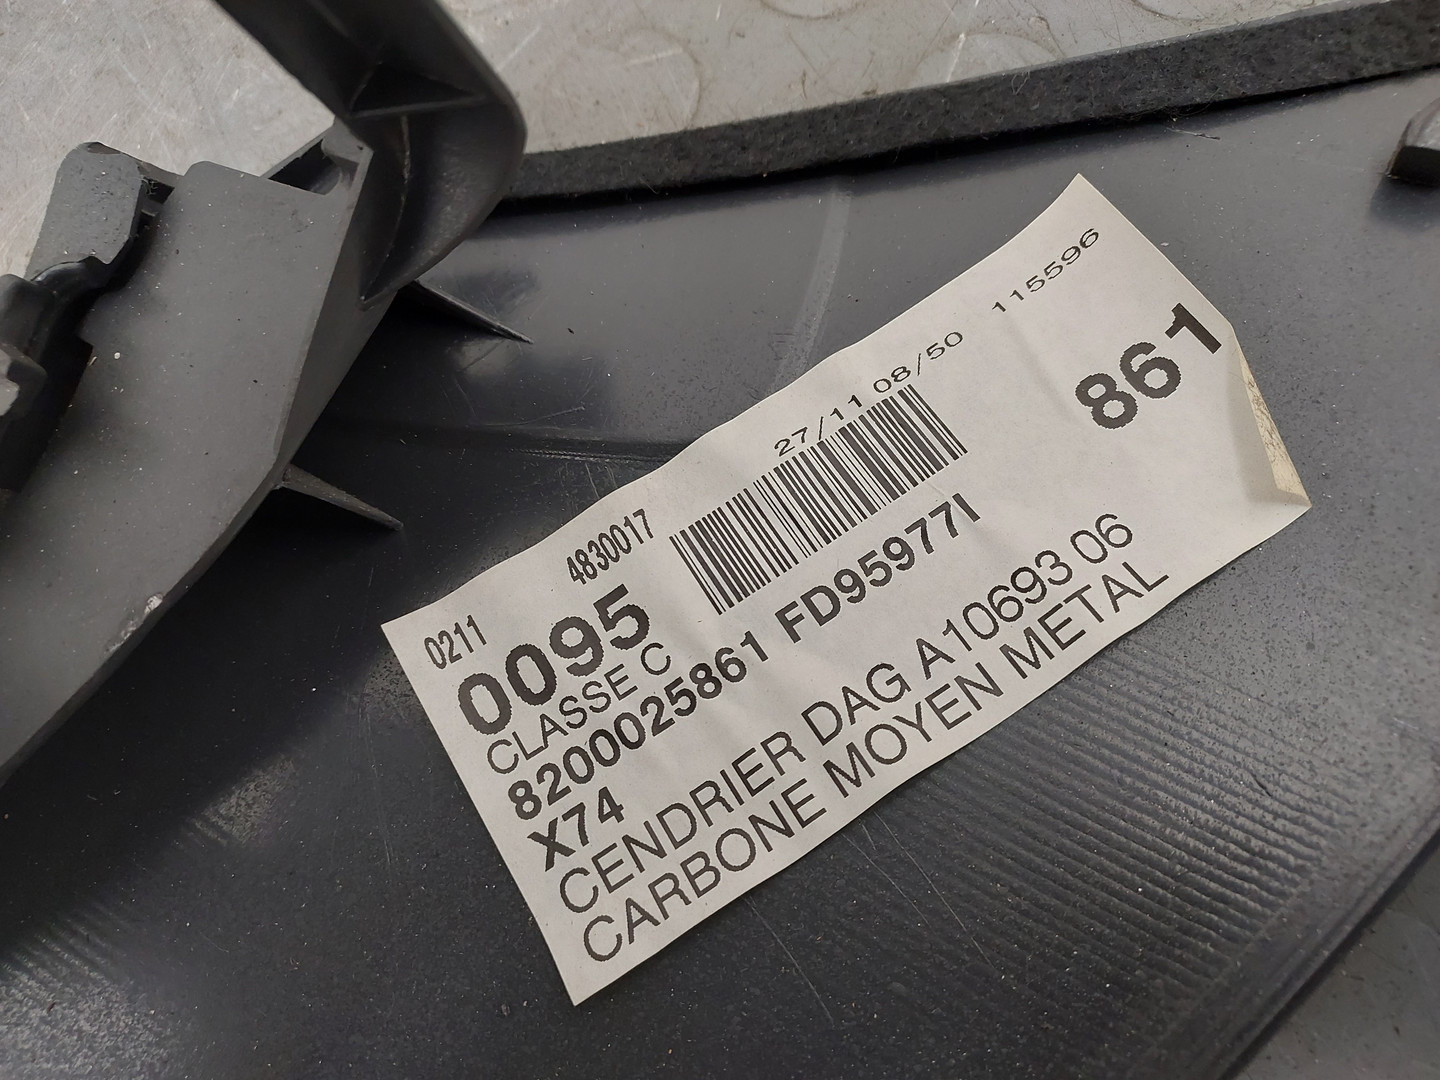 27/11 08/50 115596
861
0211 4830017
0095
CLASSE C
8200025861 FD95977I
X74
CENDRIER DAG A10693 06
CARBONE MOYEN METAL